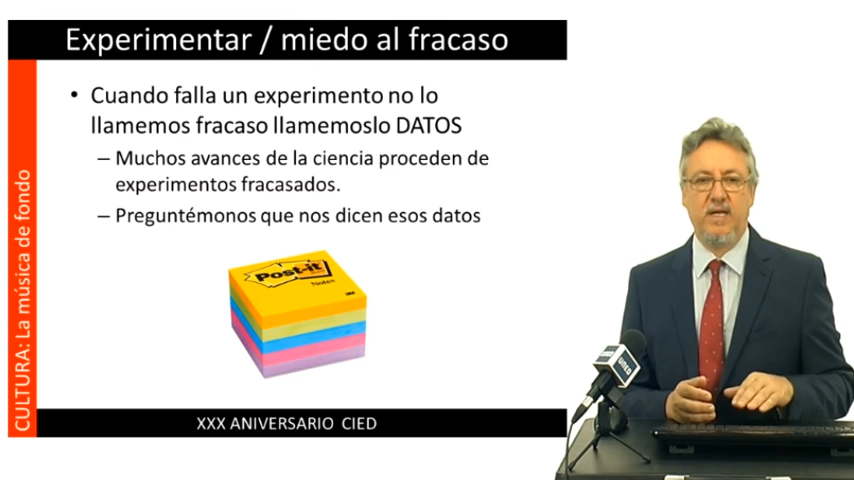 Experimentar / miedo al fracaso
• Cuando falla un experimento no lo
llamemos fracaso llamemoslo DATOS
– Muchos avances de la ciencia proceden de
experimentos fracasados.
– Preguntémonos que nos dicen esos datos
CULTURA: La música de fondo
Post-it
Notes
3M
XXX ANIVERSARIO CIED
UNED